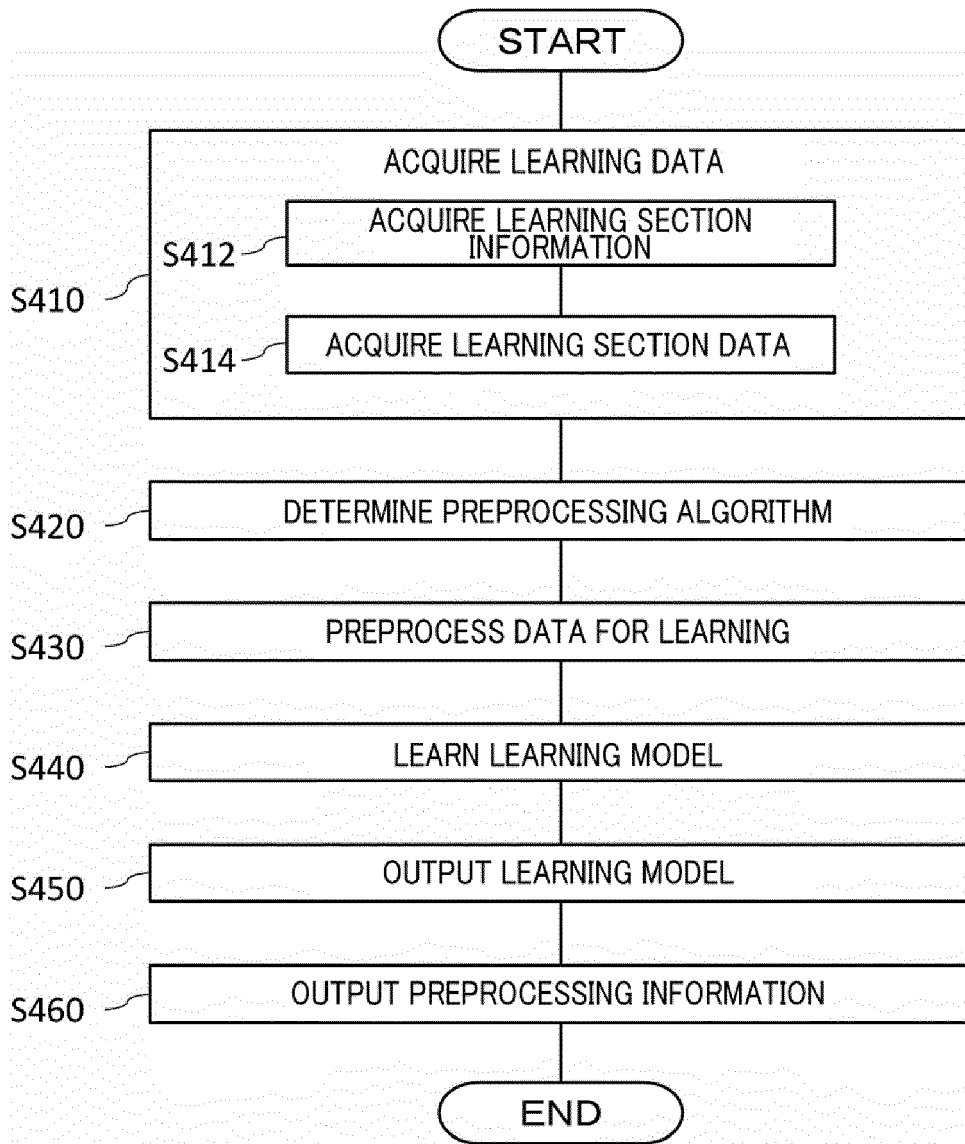 START
ACQUIRE LEARNING DATA
ACQUIRE LEARNING SECTION
INFORMATION
S412
S410
ACQUIRE LEARNING SECTION DATA
S414
DETERMINE PREPROCESSING ALGORITHM
S420
PREPROCESS DATA FOR LEARNING
S430
LEARN LEARNING MODEL
S440
OUTPUT LEARNING MODEL
S450
OUTPUT PREPROCESSING INFORMATION
S460
END